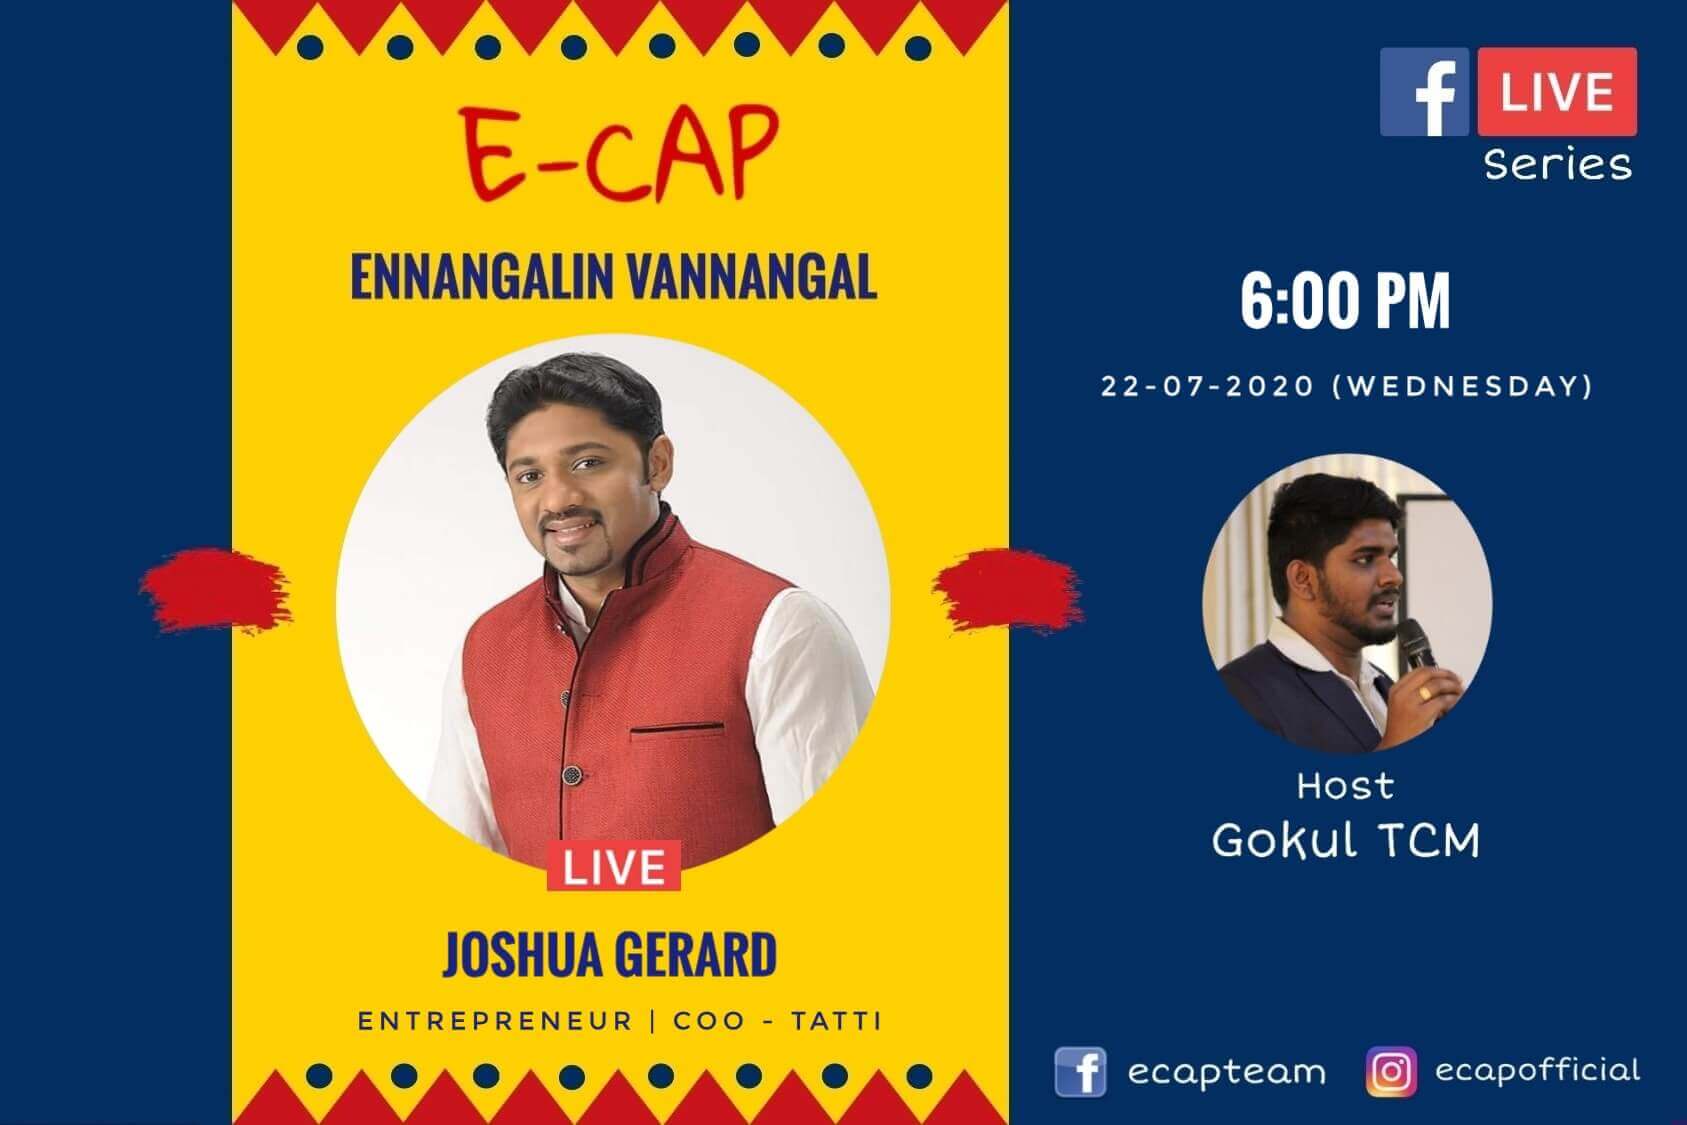 E-CAP
ENNANGALIN VANNANGAL
LIVE
JOSHUA GERARD
ENTREPRENEUR | COO - TATTI
f LIVE
Series
6:00 PM
22-07-2020 (WEDNESDAY)
Host
Gokul TCM
f ecapteam
ecapofficial